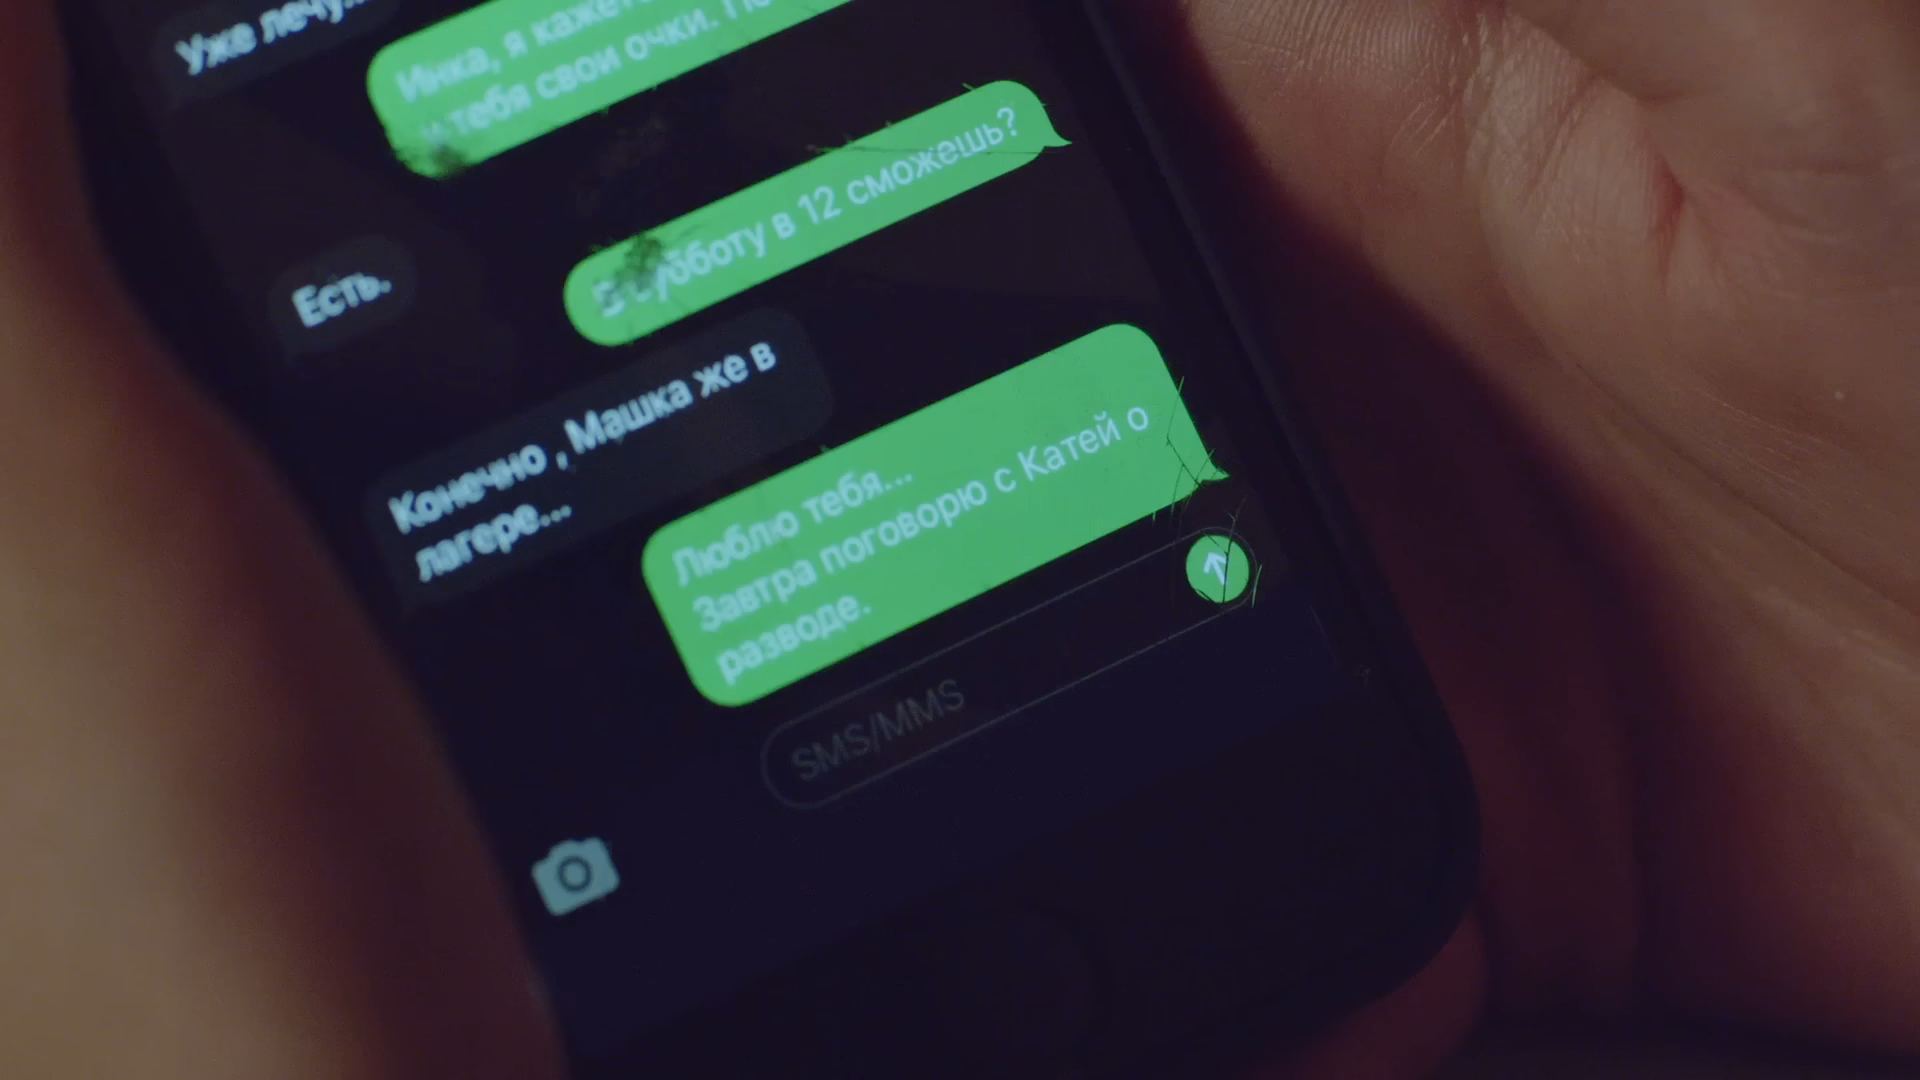 Уже лечу...
Инка, я
у тебя свои очки.
Есть.
В субботу в 12 сможешь?
Конечно , Машка же в
лагере...
Люблю тебя...
Завтра поговорю с Катей о
разводе.
SMS/MMS